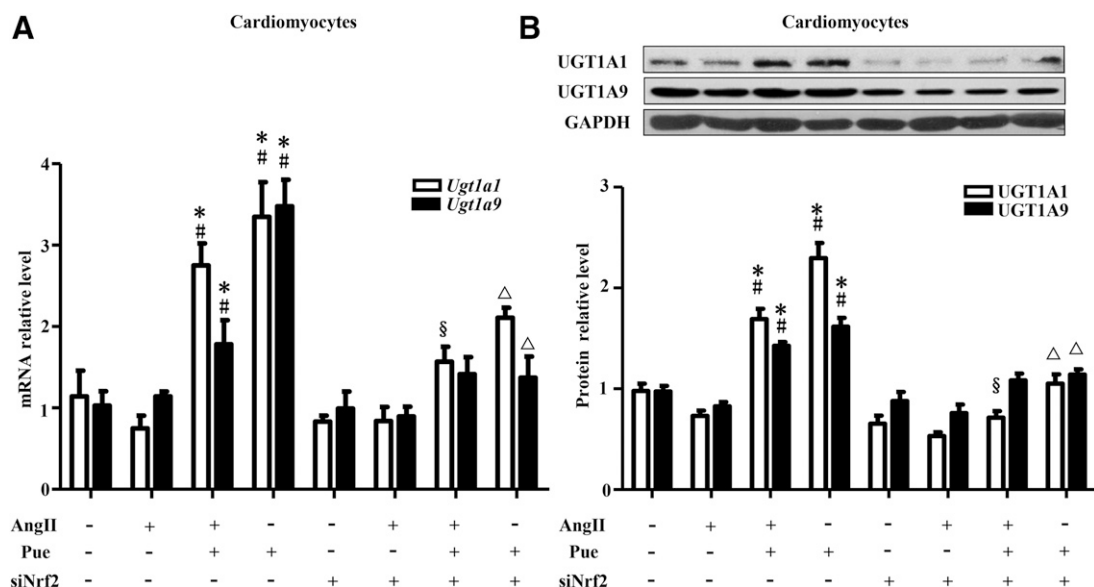 A
Cardiomyocytes
mRNA relative level
4
3
2
1
0
* # * # * # * # § △ △
Ugt1a1
Ugt1a9
AngII - + + - - + + -
Pue - - + + - - + +
siNrf2 - - - - + + + +
B
Cardiomyocytes
UGT1A1
UGT1A9
GAPDH
Protein relative level
3
2
1
0
* # * # * # * # § △ △
UGT1A1
UGT1A9
AngII - + + - - + + -
Pue - - + + - - + +
siNrf2 - - - - + + + +